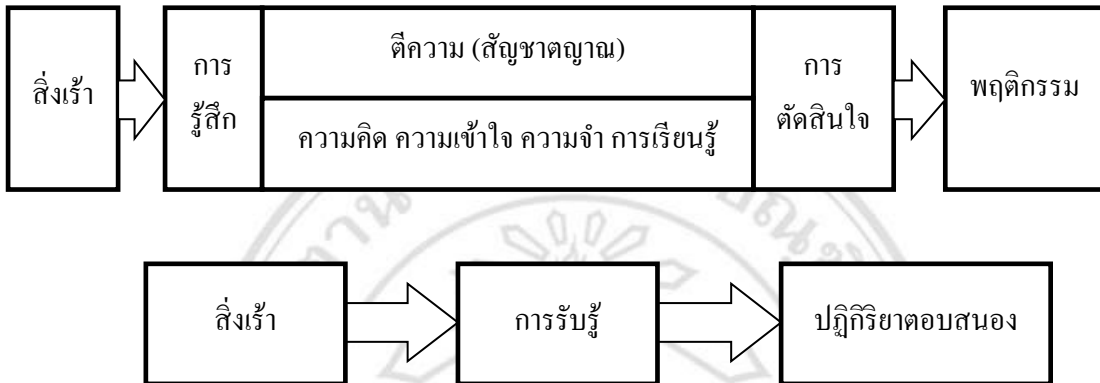 สิ่งเร้า
การ
รู้สึก
ตีความ (สัญชาตญาณ)
ความคิด ความเข้าใจ ความจำ การเรียนรู้
การ
ตัดสินใจ
พฤติกรรม
สิ่งเร้า
การรับรู้
ปฏิกิริยาตอบสนอง